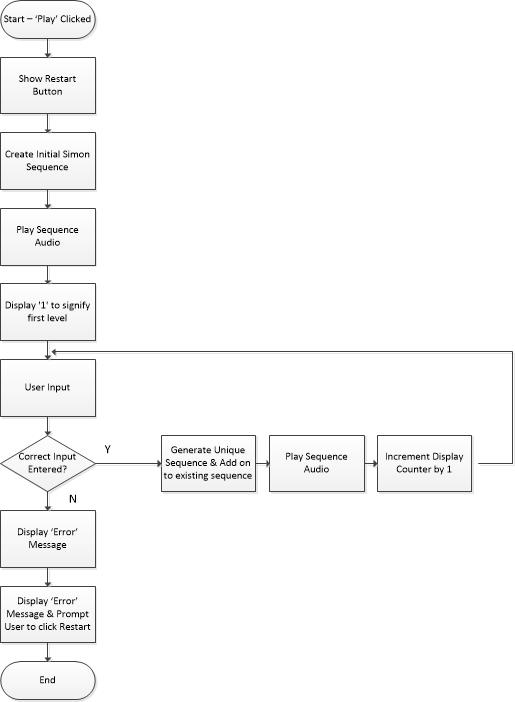 Start – ‘Play’ Clicked
Show Restart
Button
Create Initial Simon
Sequence
Play Sequence
Audio
Display '1' to signify
first level
User Input
Correct Input
Entered?
Y
Generate Unique
Sequence & Add on
to existing sequence
Play Sequence
Audio
Increment Display
Counter by 1
N
Display ‘Error’
Message
Display ‘Error’
Message & Prompt
User to click Restart
End